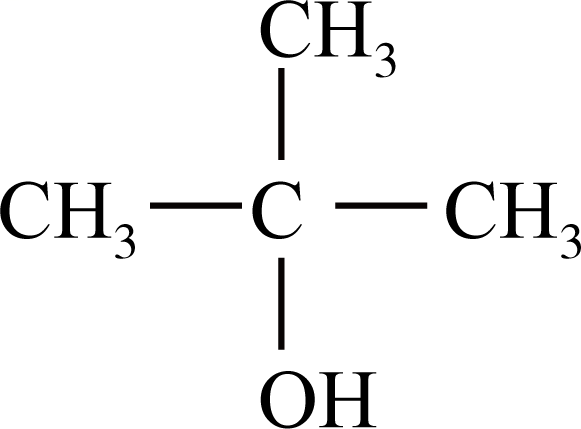 CH₃
CH₃ — C — CH₃
OH